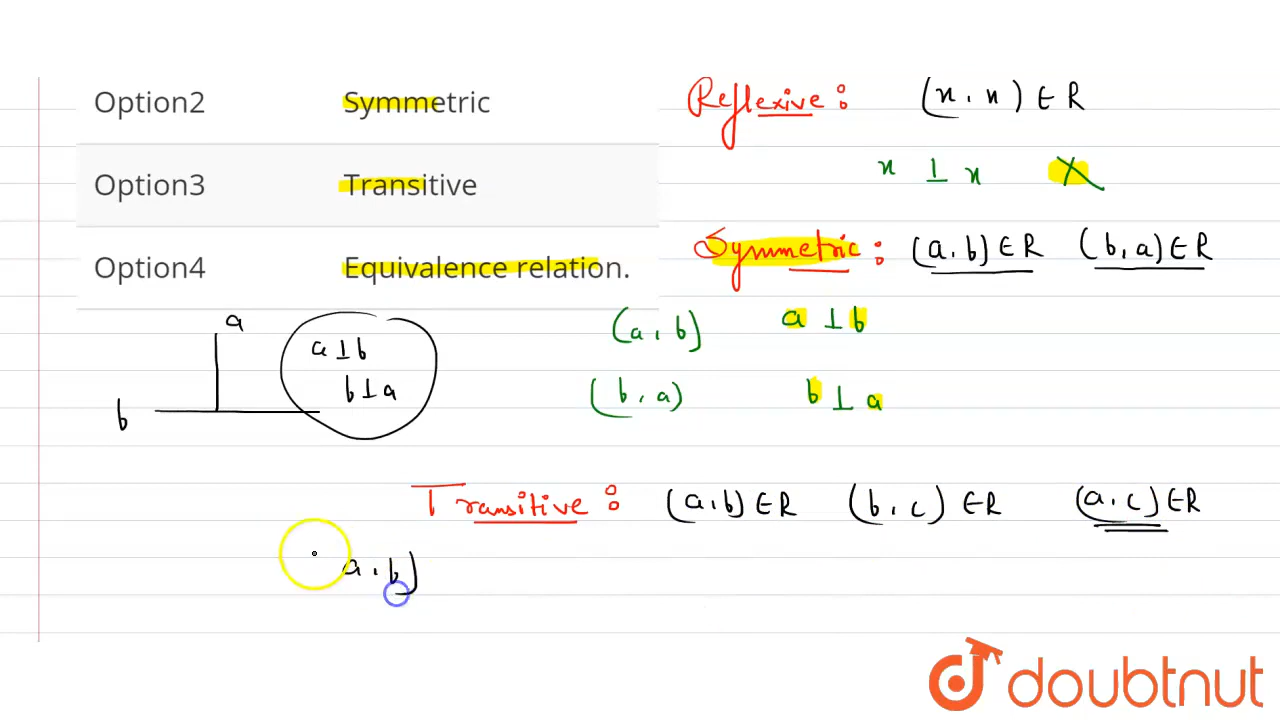 Option2 Symmetric
Option3 Transitive
Option4 Equivalence relation.
Reflexive : (x, x) ∈ R
x ⊥ x X
Symmetric : (a, b) ∈ R (b, a) ∈ R
(a, b) a ⊥ b
(b, a) b ⊥ a
a
b
a ⊥ b
b ⊥ a
Transitive : (a, b) ∈ R (b, c) ∈ R (a, c) ∈ R
a, b)
doubtnut